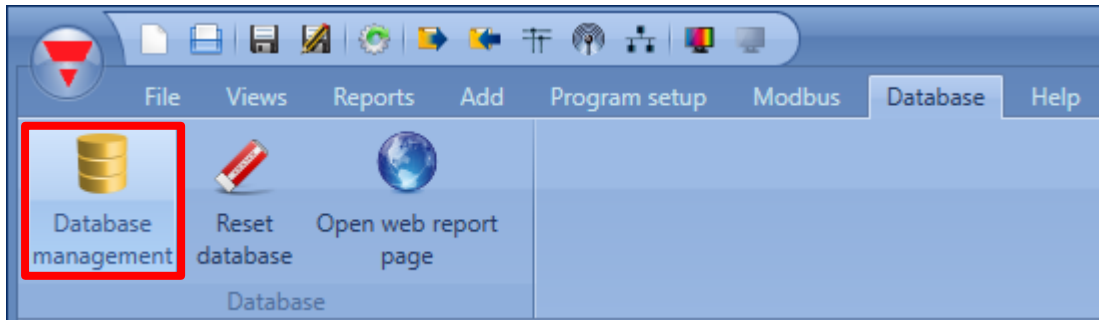 File Views Reports Add Program setup Modbus Database Help
Database Reset Open web report
management database page
Database